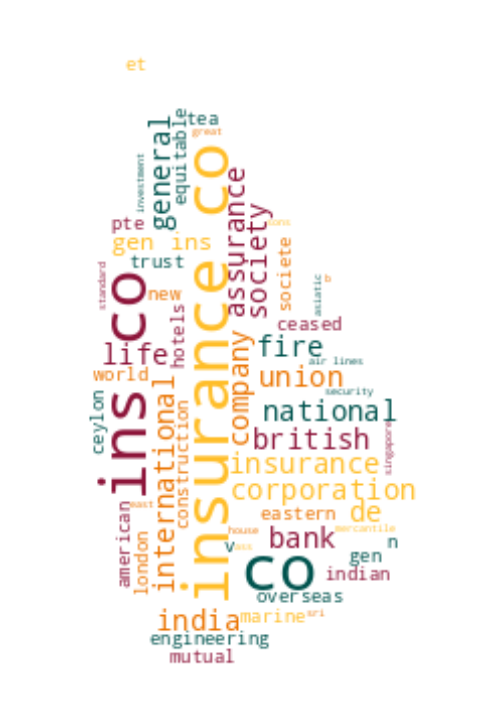 et
tea
great
general
equitable
investment
insurance co
assurance
society
pte
sons
gen ins
trust
societe
standard
ins co
new
asiatic
b
hotels
ceased
life
fire
air lines
company
world
union
security
ceylon
international
construction
national
british
singapore
insurance
corporation
american
east
london
eastern
de
house
mercantile
v
ass
bank
n
gen
co
indian
overseas
india
marine
sri
engineering
mutual